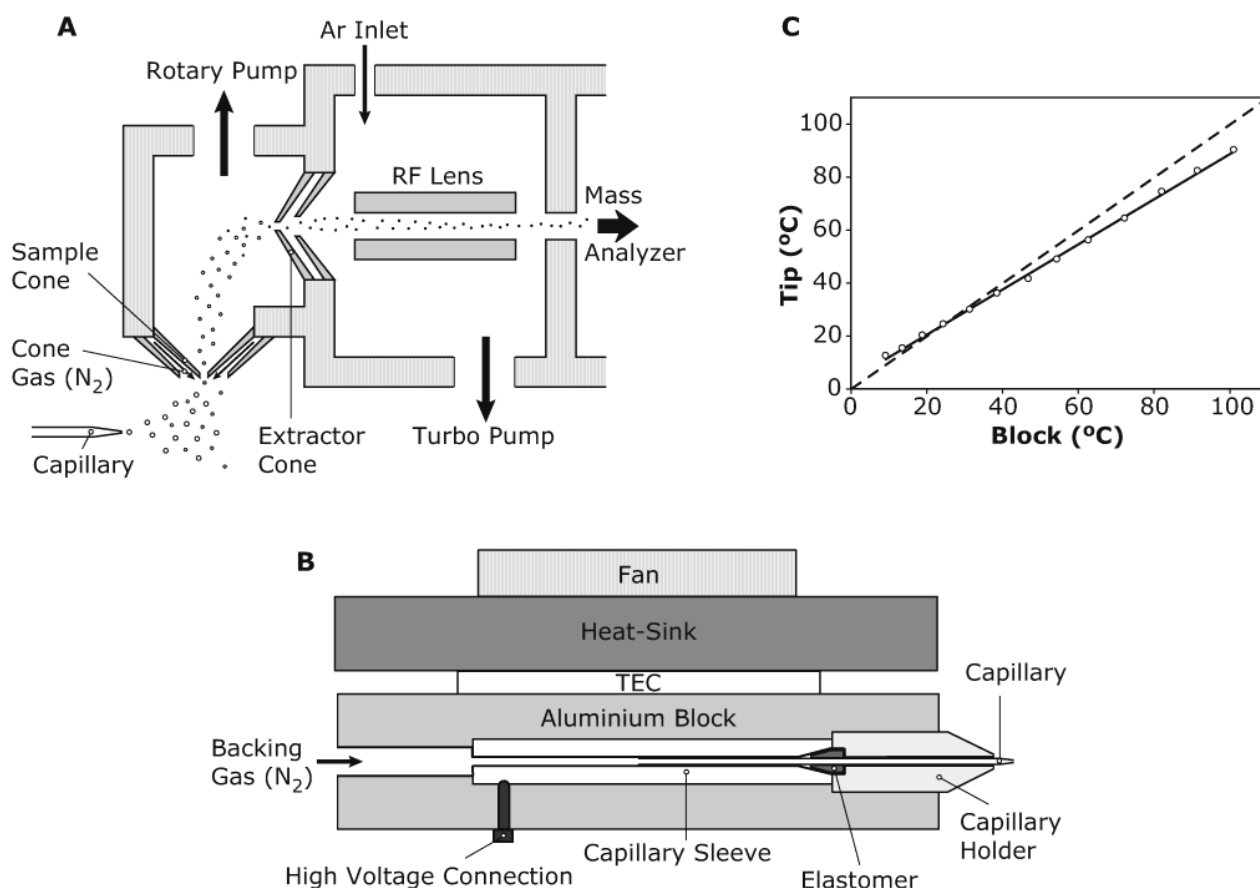 A
Ar Inlet
Rotary Pump
RF Lens
Mass
Analyzer
Sample
Cone
Cone
Gas (N2)
Capillary
Extractor
Cone
Turbo Pump
C
100
80
60
40
20
0
Tip (ºC)
0 20 40 60 80 100
Block (ºC)
B
Fan
Heat-Sink
TEC
Aluminium Block
Capillary
Backing
Gas (N2)
High Voltage Connection
Capillary Sleeve
Elastomer
Capillary
Holder